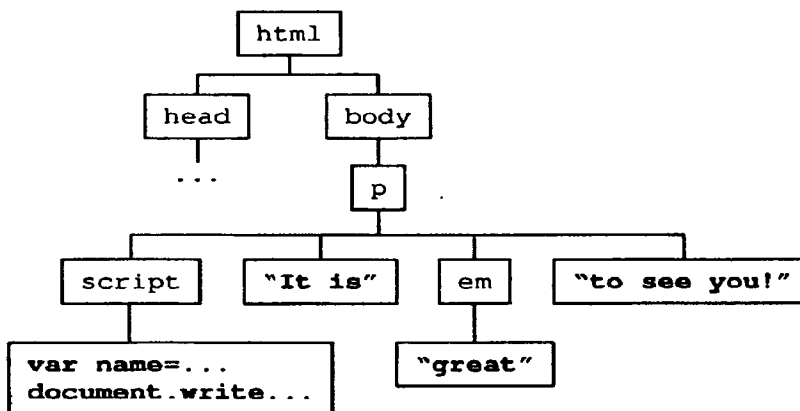 html
head
body
...
p
script
"It is"
em
"to see you!"
var name=...
document.write...
"great"